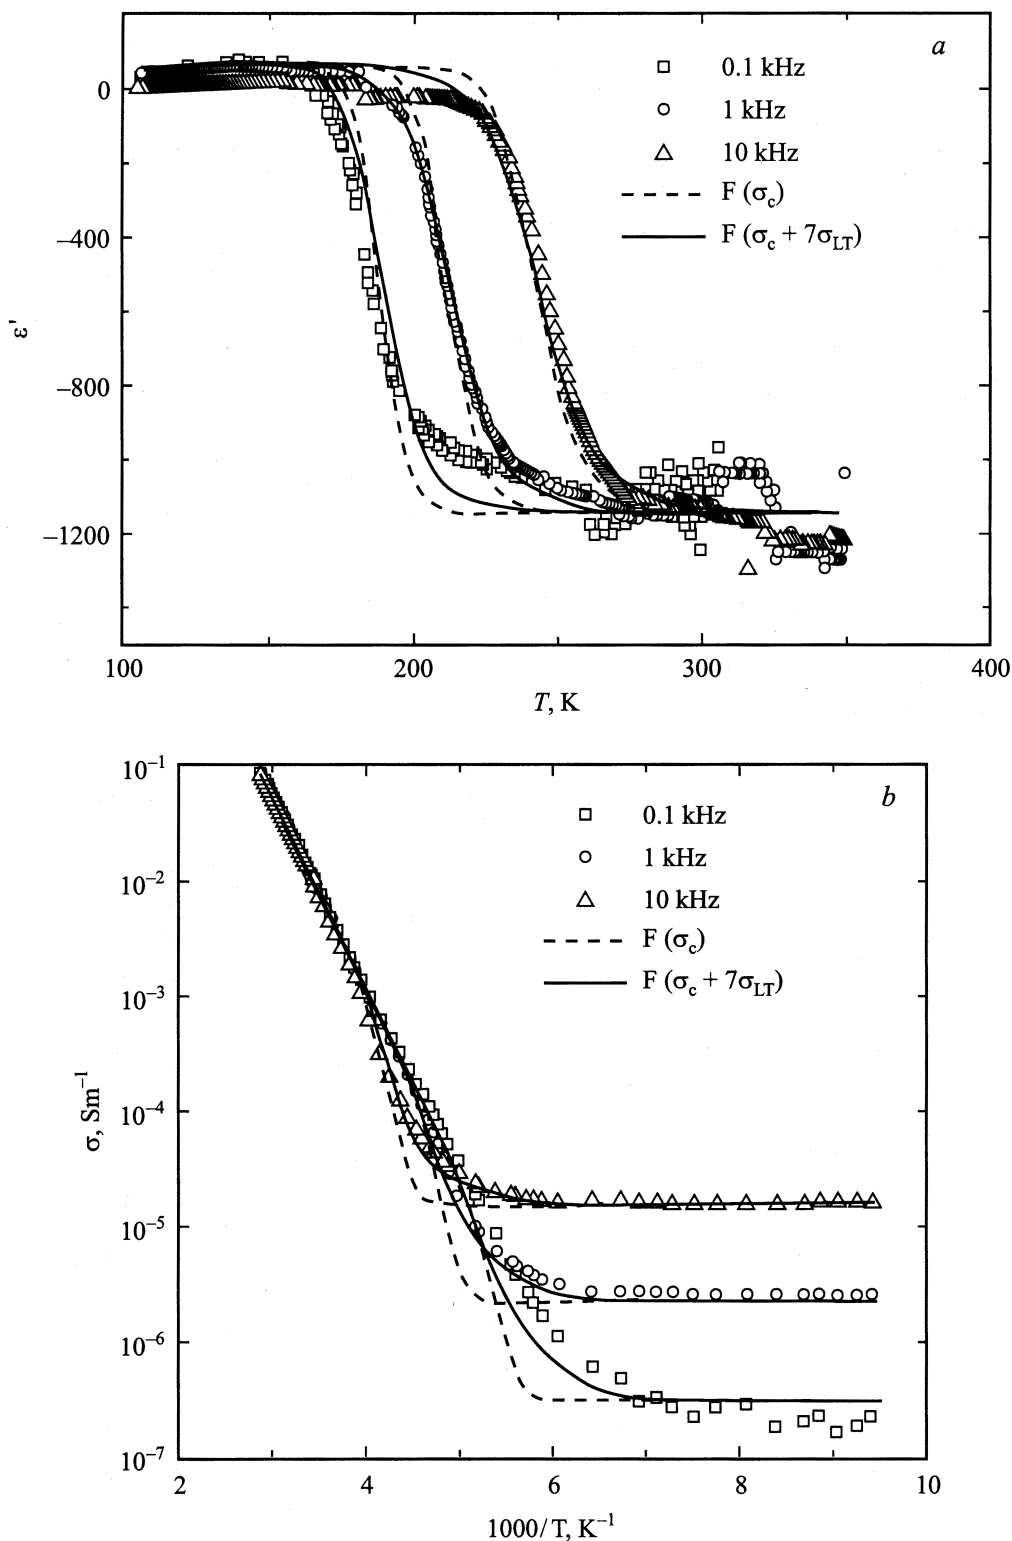 a
0.1 kHz
1 kHz
10 kHz
F (σc)
F (σc + 7σLT)
0
–400
–800
–1200
ε'
100
200
300
400
T, K
b
0.1 kHz
1 kHz
10 kHz
F (σc)
F (σc + 7σLT)
10⁻¹
10⁻²
10⁻³
10⁻⁴
10⁻⁵
10⁻⁶
10⁻⁷
σ, Sm⁻¹
2
4
6
8
10
1000/T, K⁻¹